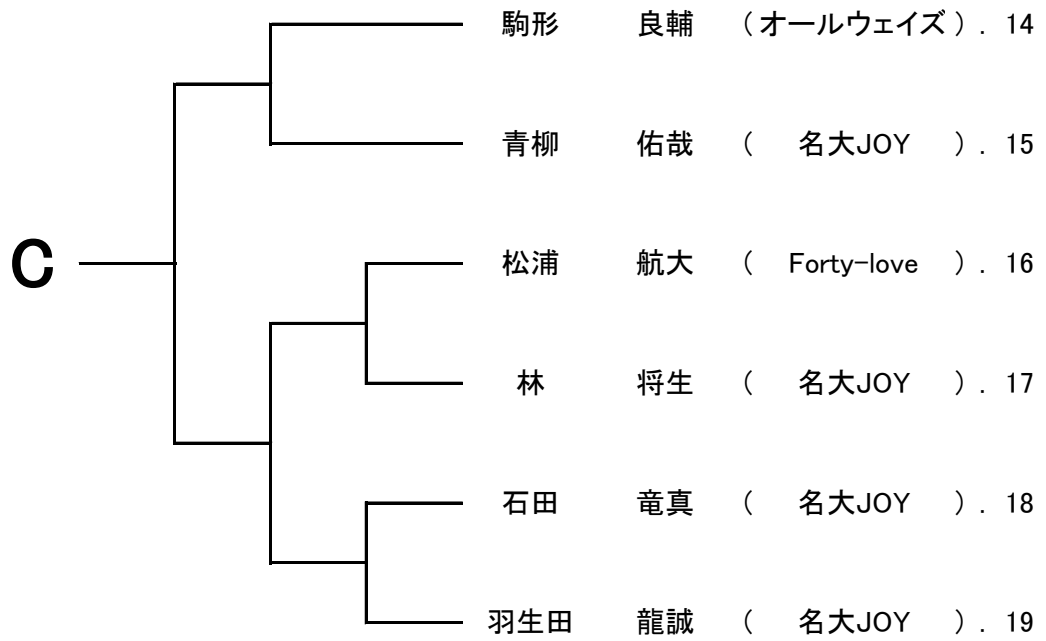 駒形 良輔 (オールウェイズ). 14
青柳 佑哉 ( 名大JOY ). 15
C
松浦 航大 ( Forty-love ). 16
林 将生 ( 名大JOY ). 17
石田 竜真 ( 名大JOY ). 18
羽生田 龍誠 ( 名大JOY ). 19